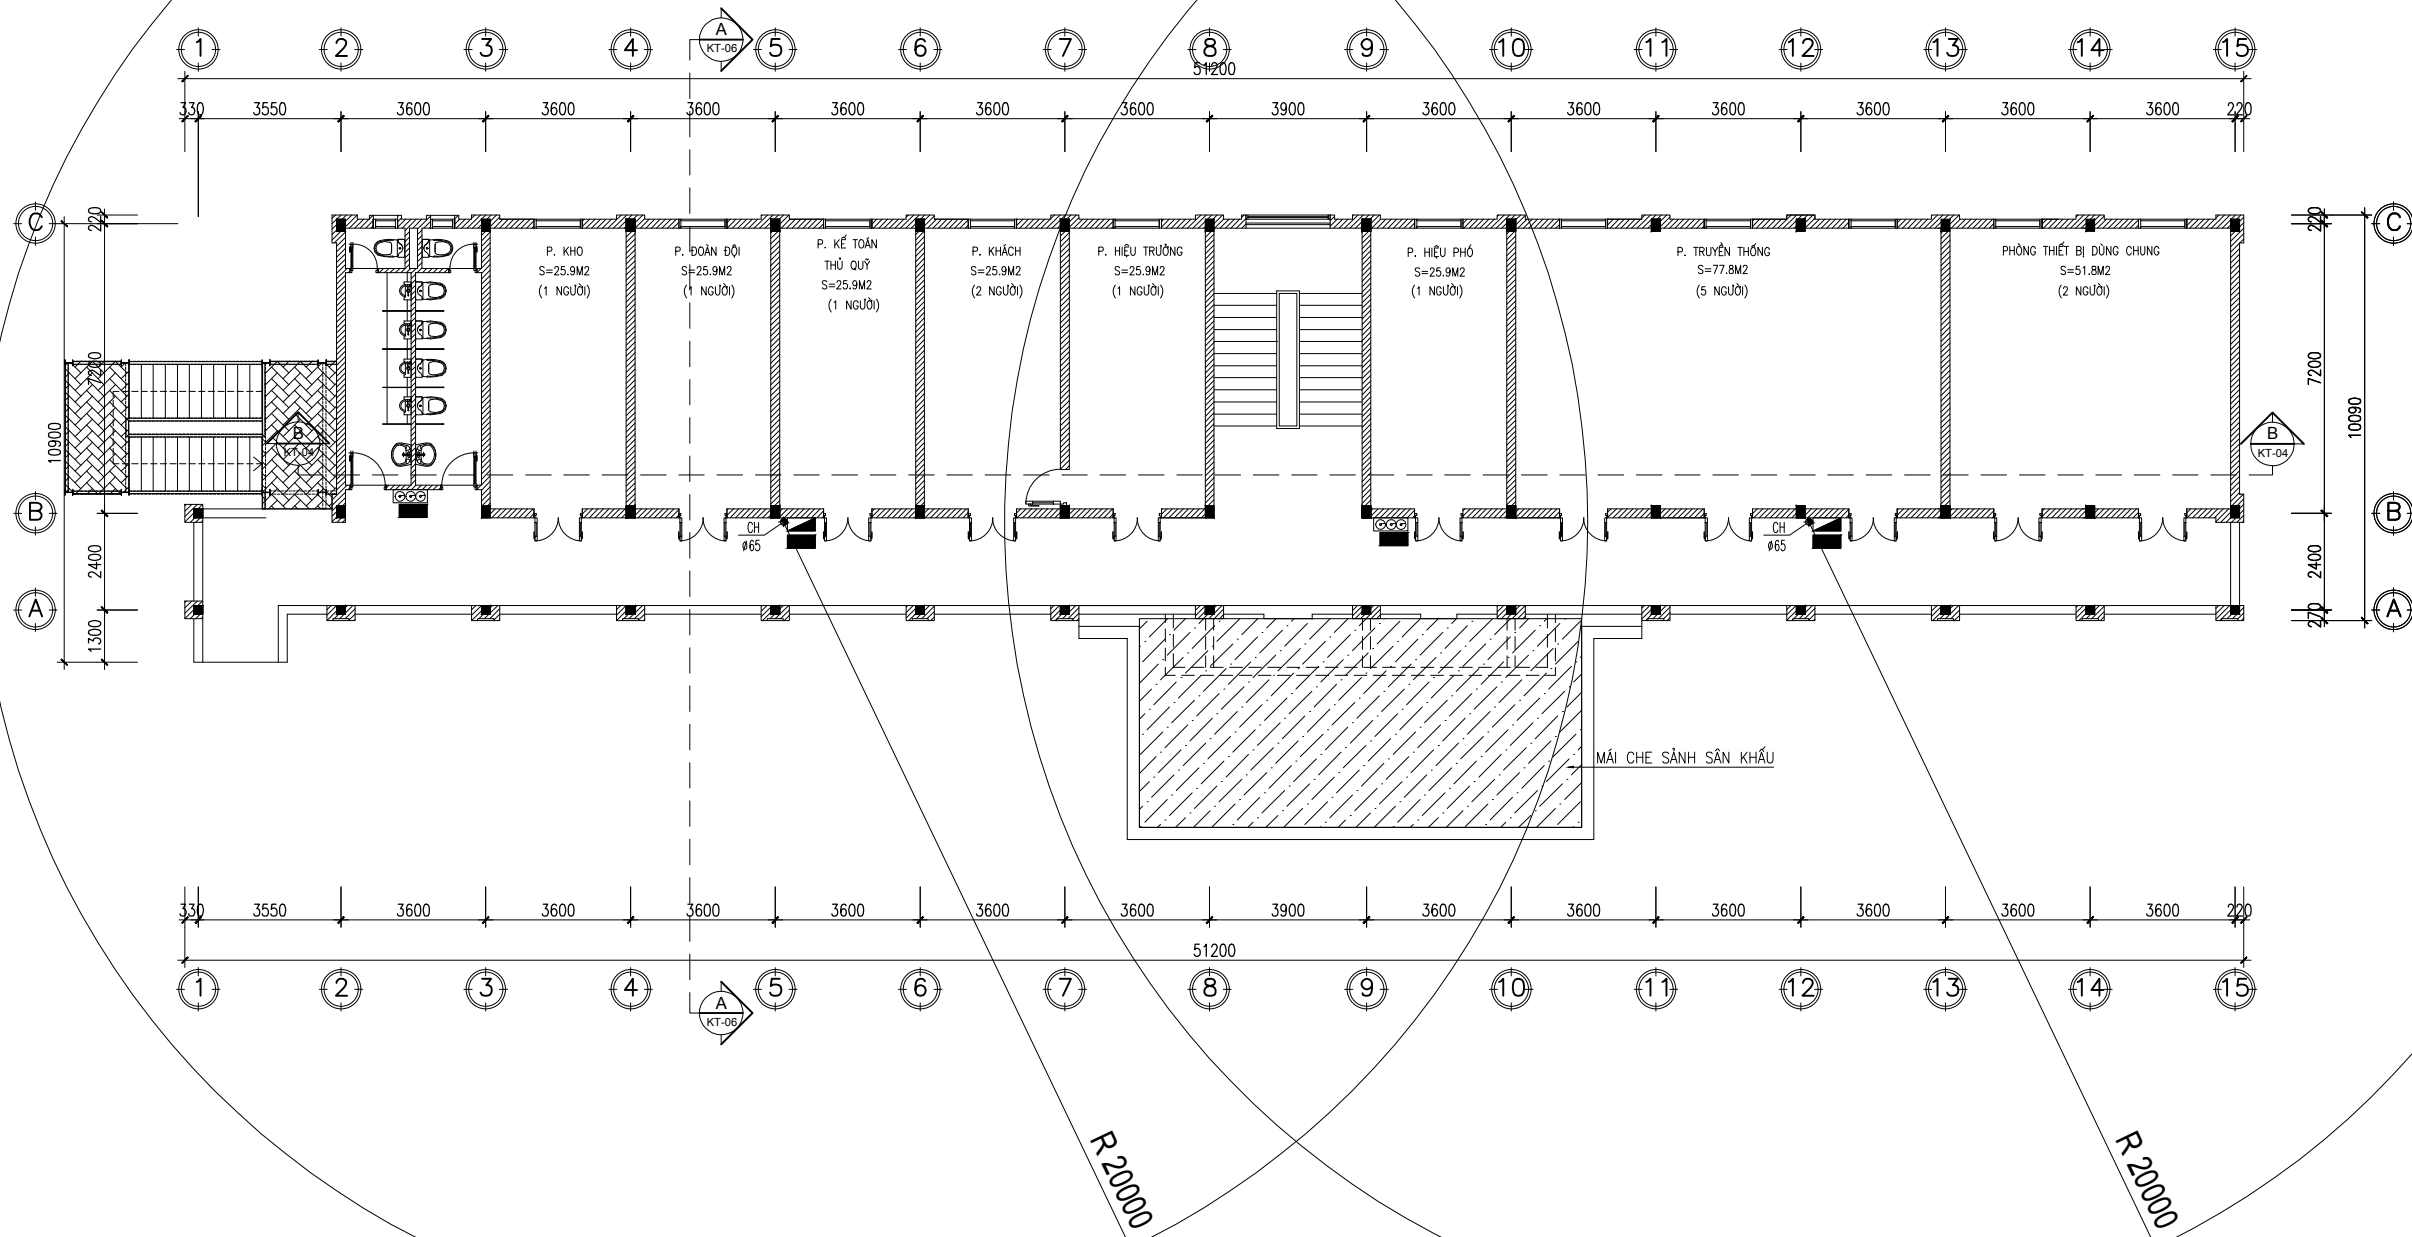 1 2 3 4 5 6 7 8 9 10 11 12 13 14 15
A
KT-06
51200
330 3550 3600 3600 3600 3600 3600 3600 3900 3600 3600 3600 3600 3600 3600 220
C
220
7200
10900
B
2400
A
1300
P. KHO
S=25.9M2
(1 NGƯỜI)
P. ĐOÀN ĐỘI
S=25.9M2
(1 NGƯỜI)
P. KẾ TOÁN
THỦ QUỸ
S=25.9M2
(1 NGƯỜI)
P. KHÁCH
S=25.9M2
(2 NGƯỜI)
P. HIỆU TRƯỞNG
S=25.9M2
(1 NGƯỜI)
P. HIỆU PHÓ
S=25.9M2
(1 NGƯỜI)
P. TRUYỀN THỐNG
S=77.8M2
(5 NGƯỜI)
PHÒNG THIẾT BỊ DÙNG CHUNG
S=51.8M2
(2 NGƯỜI)
C
220
7200
10090
B
2400
A
270
B
KT-04
B
KT-04
CH
ø65
CH
ø65
MÁI CHE SẢNH SÂN KHẤU
330 3550 3600 3600 3600 3600 3600 3600 3900 3600 3600 3600 3600 3600 3600 220
51200
1 2 3 4 5 6 7 8 9 10 11 12 13 14 15
A
KT-06
R 20000
R 20000